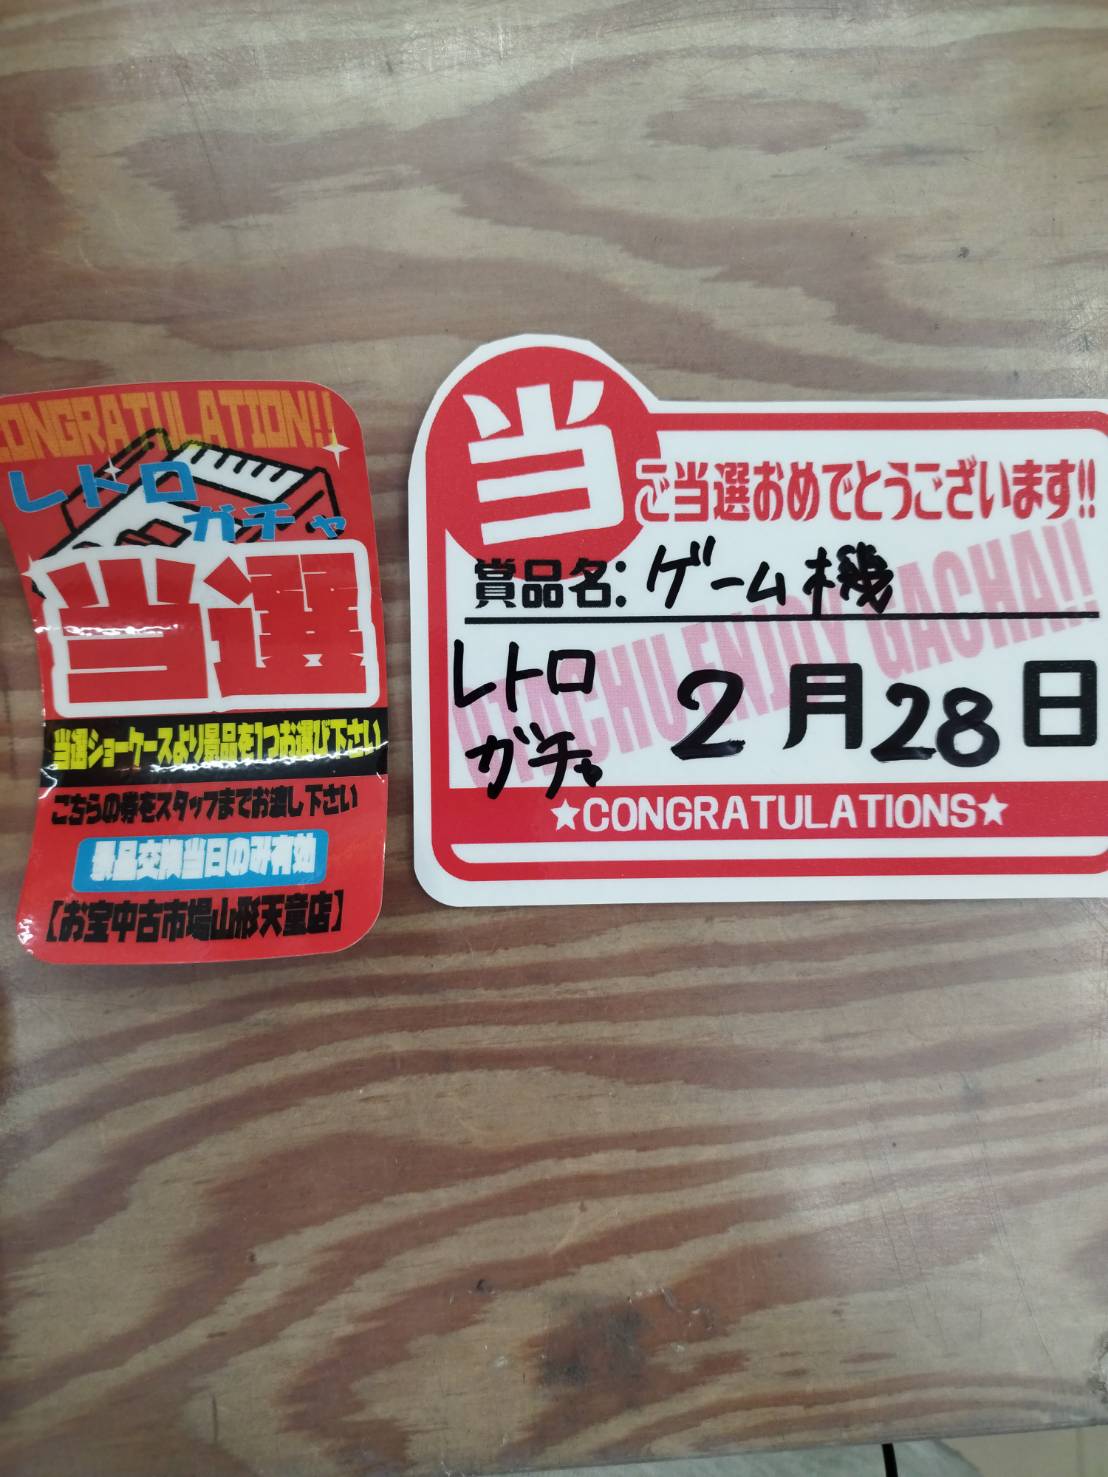 CONGRATULATION!!
レトロ
ガチャ
当選
当選ショーケースより景品を1つお選び下さい
こちらの券をスタッフまでお渡し下さい
景品交換当日のみ有効
【お宝中古市場山形天童店】
当
ご当選おめでとうございます!!
賞品名:ゲーム機
レトロ
ガチャ
2月28日
UTACHU ENJOY GACHA!!
★CONGRATULATIONS★